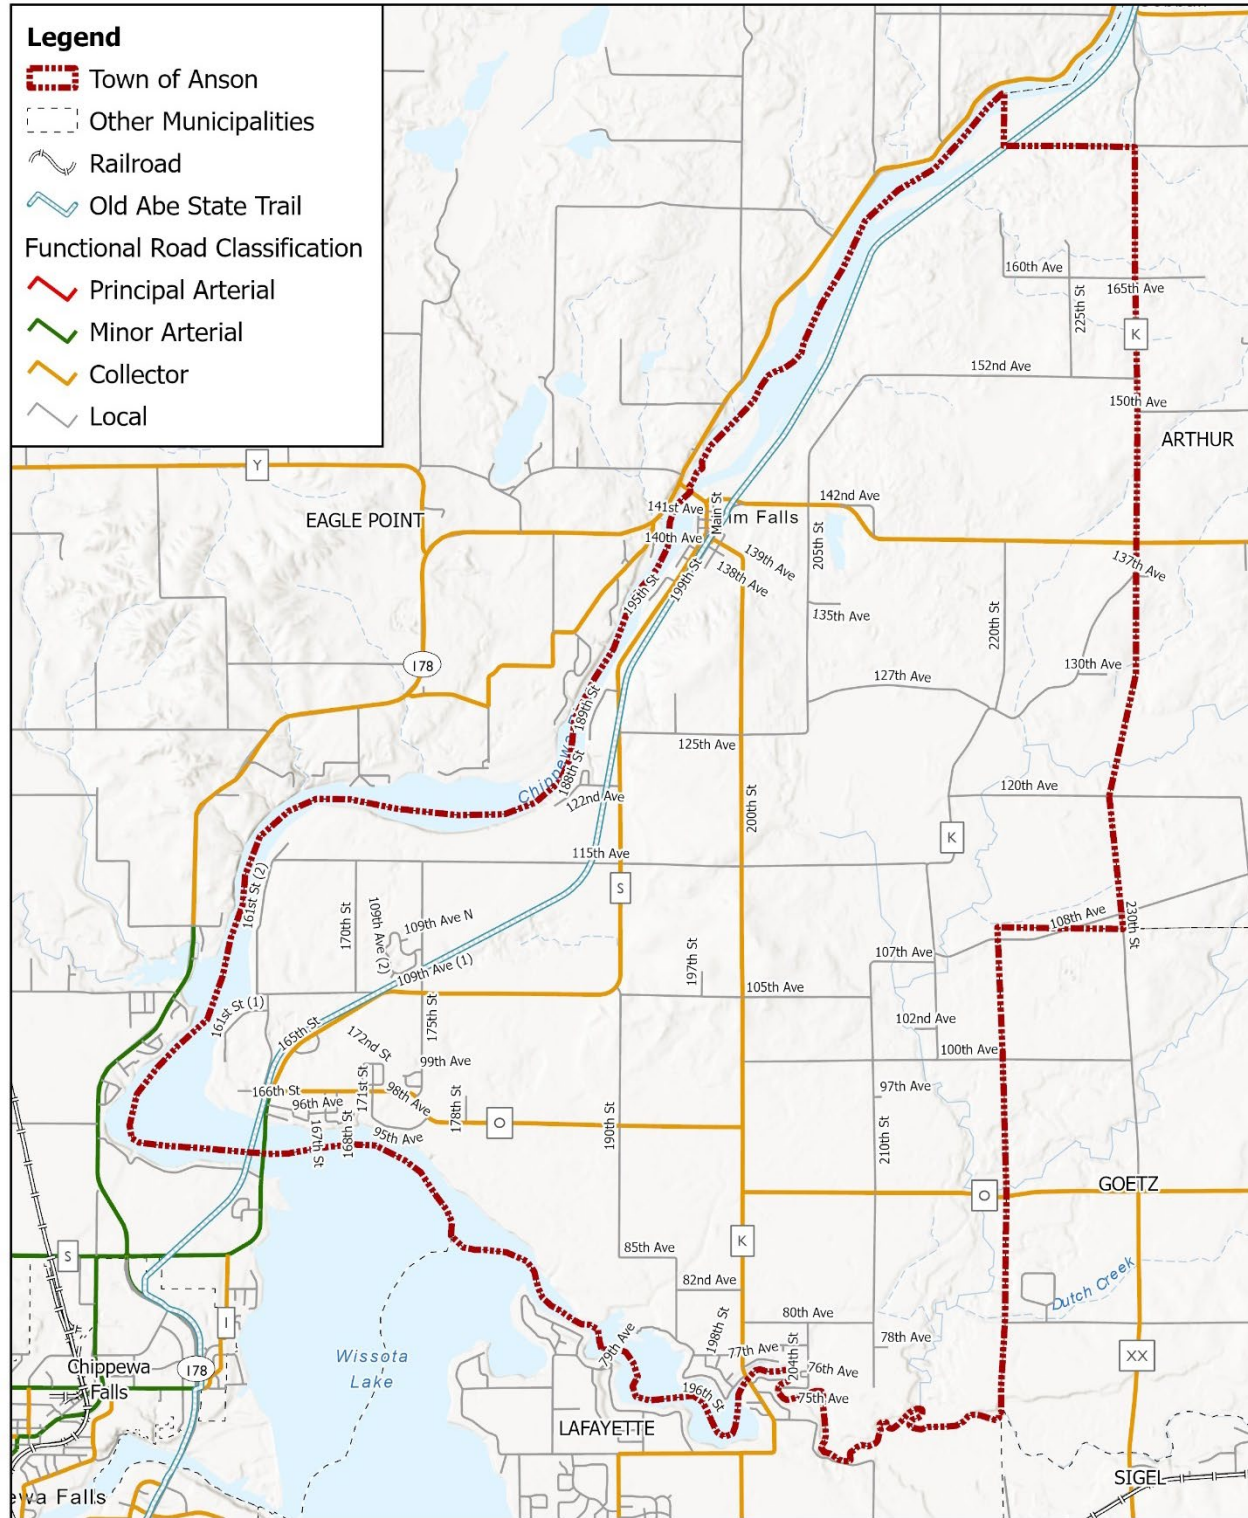 Legend
Town of Anson
Other Municipalities
Railroad
Old Abe State Trail
Functional Road Classification
Principal Arterial
Minor Arterial
Collector
Local
160th Ave
165th Ave
225th St
K
152nd Ave
150th Ave
ARTHUR
Y
EAGLE POINT
141st Ave
Main St
142nd Ave
im Falls
140th Ave
139th Ave
138th Ave
205th St
137th Ave
195th St
199th St
135th Ave
220th St
130th Ave
178
127th Ave
189th St
125th Ave
188th St
122nd Ave
120th Ave
200th St
K
115th Ave
S
161st St (2)
170th St
109th Ave N
109th Ave (2)
109th Ave (1)
108th Ave
230th St
107th Ave
197th St
105th Ave
161st St (1)
175th St
102nd Ave
165th St
172nd St
100th Ave
99th Ave
166th St
171st St
98th Ave
97th Ave
96th Ave
178th St
O
167th St
168th St
95th Ave
190th St
210th St
O
GOETZ
S
K
85th Ave
82nd Ave
Dutch Creek
I
80th Ave
198th St
204th St
78th Ave
79th Ave
77th Ave
XX
Wissota
Lake
Chippewa
Falls
178
76th Ave
196th St
75th Ave
LAFAYETTE
SIGEL
ewa Falls